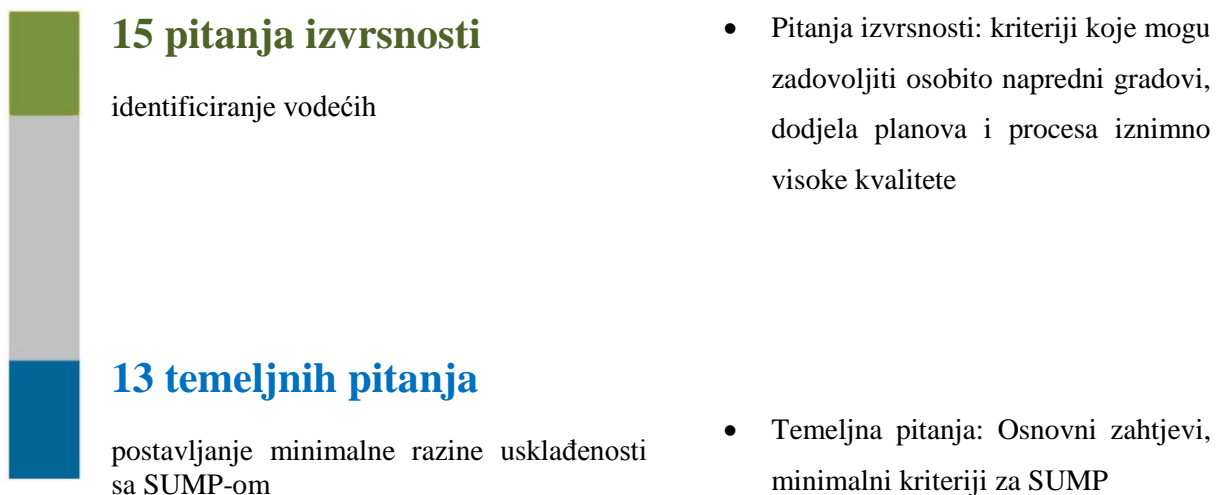 15 pitanja izvrsnosti
identificiranje vodećih
• Pitanja izvrsnosti: kriteriji koje mogu
zadovoljiti osobito napredni gradovi,
dodjela planova i procesa iznimno
visoke kvalitete
13 temeljnih pitanja
postavljanje minimalne razine usklađenosti
sa SUMP-om
• Temeljna pitanja: Osnovni zahtjevi,
minimalni kriteriji za SUMP